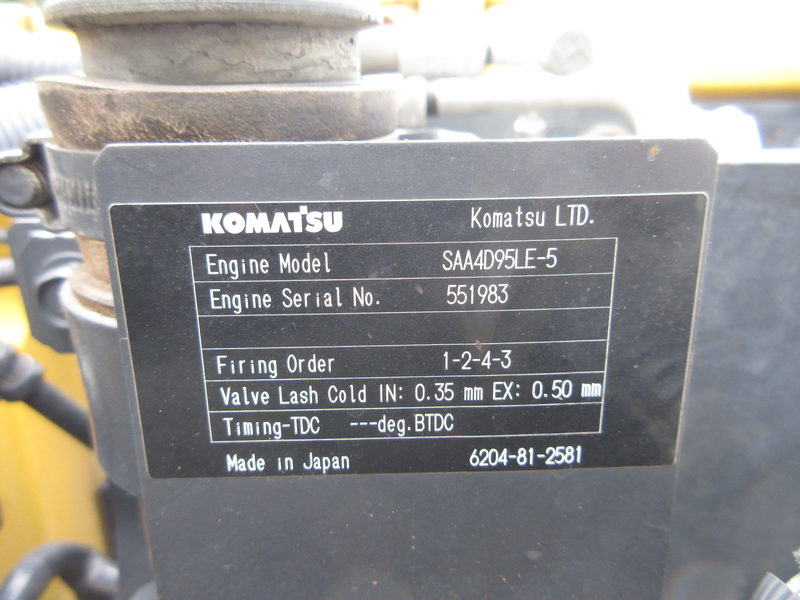 KOMATSU Komatsu LTD.
Engine Model SAA4D95LE-5
Engine Serial No. 551983
Firing Order 1-2-4-3
Valve Lash Cold IN: 0.35 mm EX: 0.50 mm
Timing-TDC ---deg.BTDC
Made in Japan 6204-81-2581